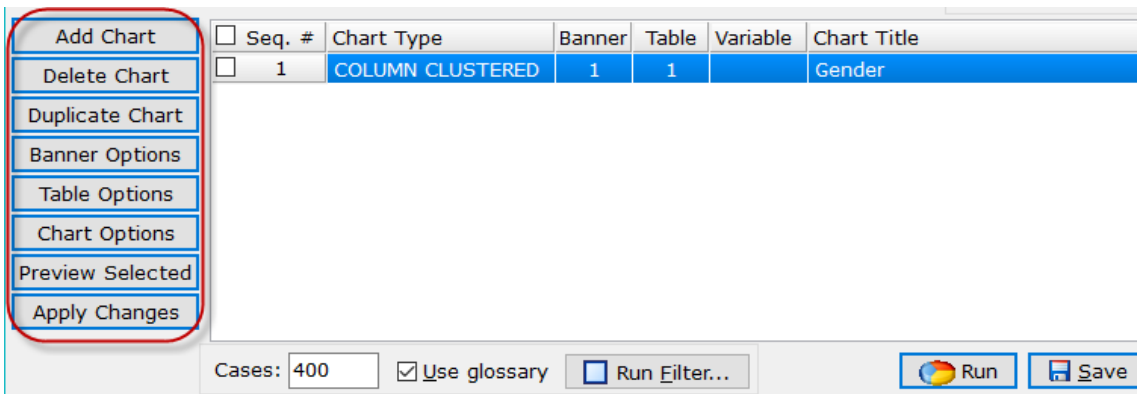 Add Chart
Delete Chart
Duplicate Chart
Banner Options
Table Options
Chart Options
Preview Selected
Apply Changes
Seq. # Chart Type Banner Table Variable Chart Title
1 COLUMN CLUSTERED 1 1 Gender
Cases: 400 Use glossary Run Filter... Run Save